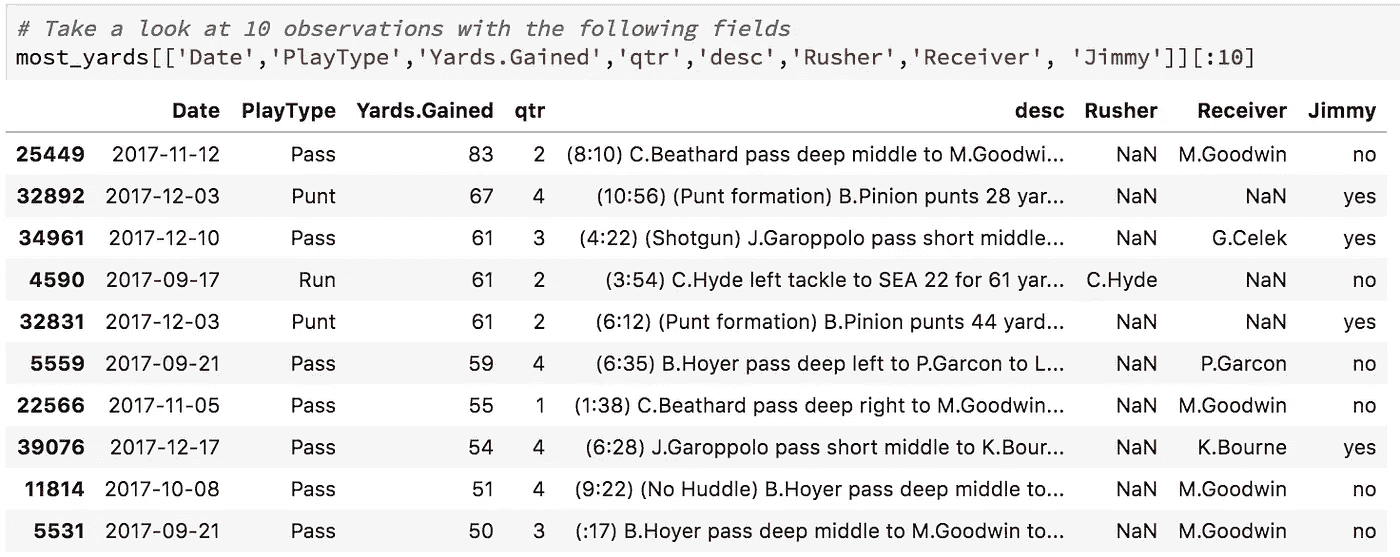 # Take a look at 10 observations with the following fields
most_yards[['Date','PlayType','Yards.Gained','qtr','desc','Rusher','Receiver', 'Jimmy']][:10]
Date PlayType Yards.Gained qtr desc Rusher Receiver Jimmy
25449 2017-11-12 Pass 83 2 (8:10) C.Beathard pass deep middle to M.Goodwi... NaN M.Goodwin no
32892 2017-12-03 Punt 67 4 (10:56) (Punt formation) B.Pinion punts 28 yar... NaN NaN yes
34961 2017-12-10 Pass 61 3 (4:22) (Shotgun) J.Garoppolo pass short middle... NaN G.Celek yes
4590 2017-09-17 Run 61 2 (3:54) C.Hyde left tackle to SEA 22 for 61 yar... C.Hyde NaN no
32831 2017-12-03 Punt 61 2 (6:12) (Punt formation) B.Pinion punts 44 yard... NaN NaN yes
5559 2017-09-21 Pass 59 4 (6:35) B.Hoyer pass deep left to P.Garcon to L... NaN P.Garcon no
22566 2017-11-05 Pass 55 1 (1:38) C.Beathard pass deep right to M.Goodwin... NaN M.Goodwin no
39076 2017-12-17 Pass 54 4 (6:28) J.Garoppolo pass short middle to K.Bour... NaN K.Bourne yes
11814 2017-10-08 Pass 51 4 (9:22) (No Huddle) B.Hoyer pass deep middle to... NaN M.Goodwin no
5531 2017-09-21 Pass 50 3 (:17) B.Hoyer pass deep middle to M.Goodwin to... NaN M.Goodwin no